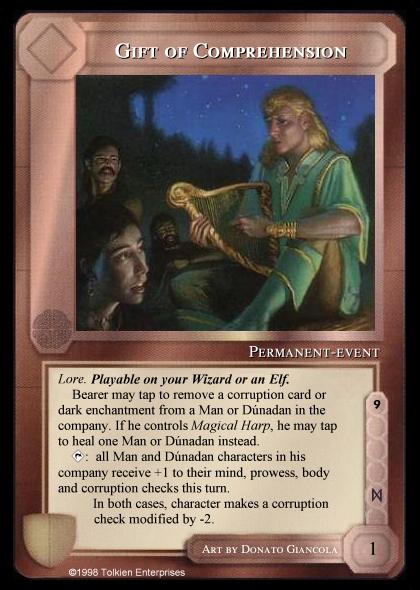 Gift of Comprehension
Permanent-event
Lore. Playable on your Wizard or an Elf.
Bearer may tap to remove a corruption card or
dark enchantment from a Man or Dúnadan in the
company. If he controls Magical Harp, he may tap
to heal one Man or Dúnadan instead.
: all Man and Dúnadan characters in his
company receive +1 to their mind, prowess, body
and corruption checks this turn.
In both cases, character makes a corruption
check modified by -2.
9
Art by Donato Giancola
1
©1998 Tolkien Enterprises